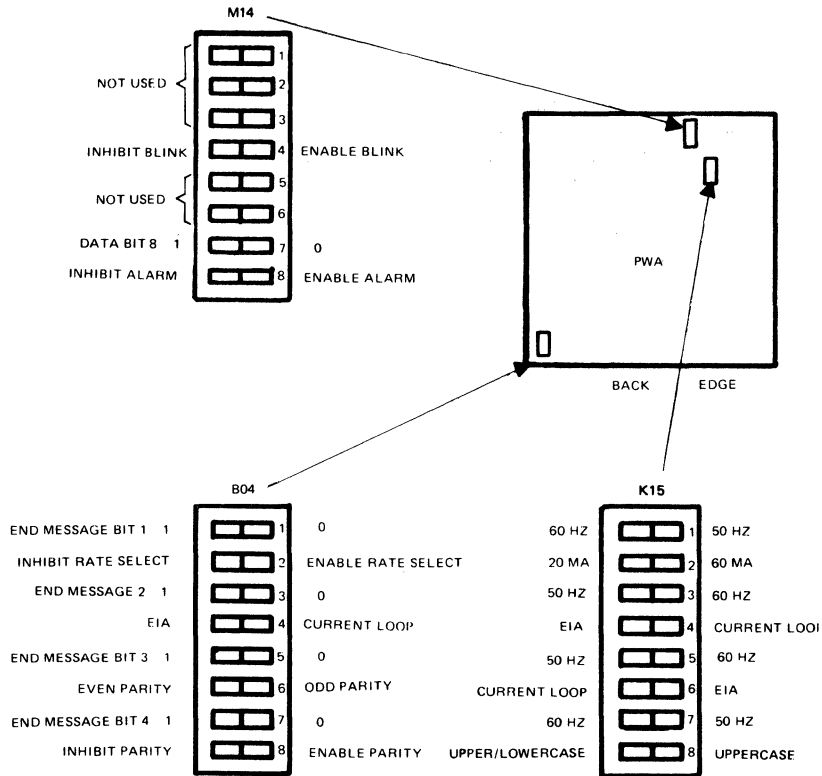 M14
1
NOT USED 2
3
INHIBIT BLINK 4 ENABLE BLINK
5
NOT USED
6
DATA BIT 8 1 7 0
INHIBIT ALARM 8 ENABLE ALARM
PWA
BACK EDGE
B04
END MESSAGE BIT 1 1 1 0
INHIBIT RATE SELECT 2 ENABLE RATE SELECT
END MESSAGE 2 1 3 0
EIA 4 CURRENT LOOP
END MESSAGE BIT 3 1 5 0
EVEN PARITY 6 ODD PARITY
END MESSAGE BIT 4 1 7 0
INHIBIT PARITY 8 ENABLE PARITY
K15
60 HZ 1 50 HZ
20 MA 2 60 MA
50 HZ 3 60 HZ
EIA 4 CURRENT LOOP
50 HZ 5 60 HZ
CURRENT LOOP 6 EIA
60 HZ 7 50 HZ
UPPER/LOWERCASE 8 UPPERCASE